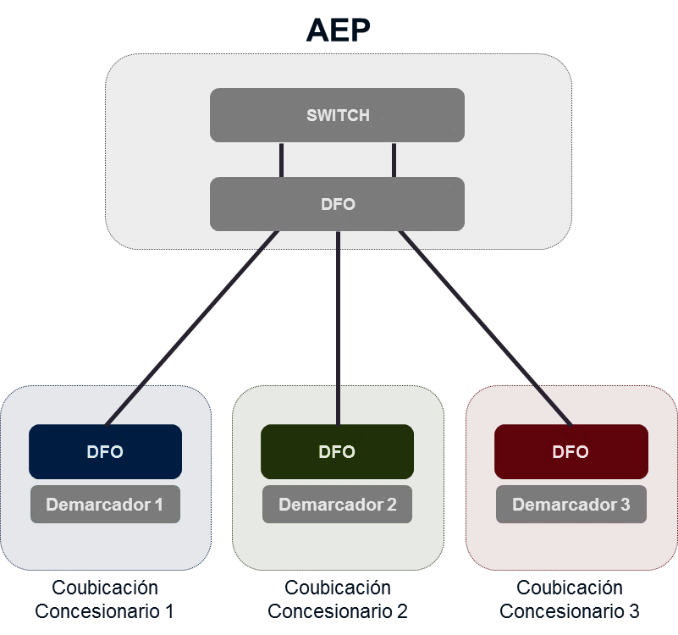 AEP
SWITCH
DFO
DFO
DFO
DFO
Demarcador 1
Demarcador 2
Demarcador 3
Coubicación
Concesionario 1
Coubicación
Concesionario 2
Coubicación
Concesionario 3